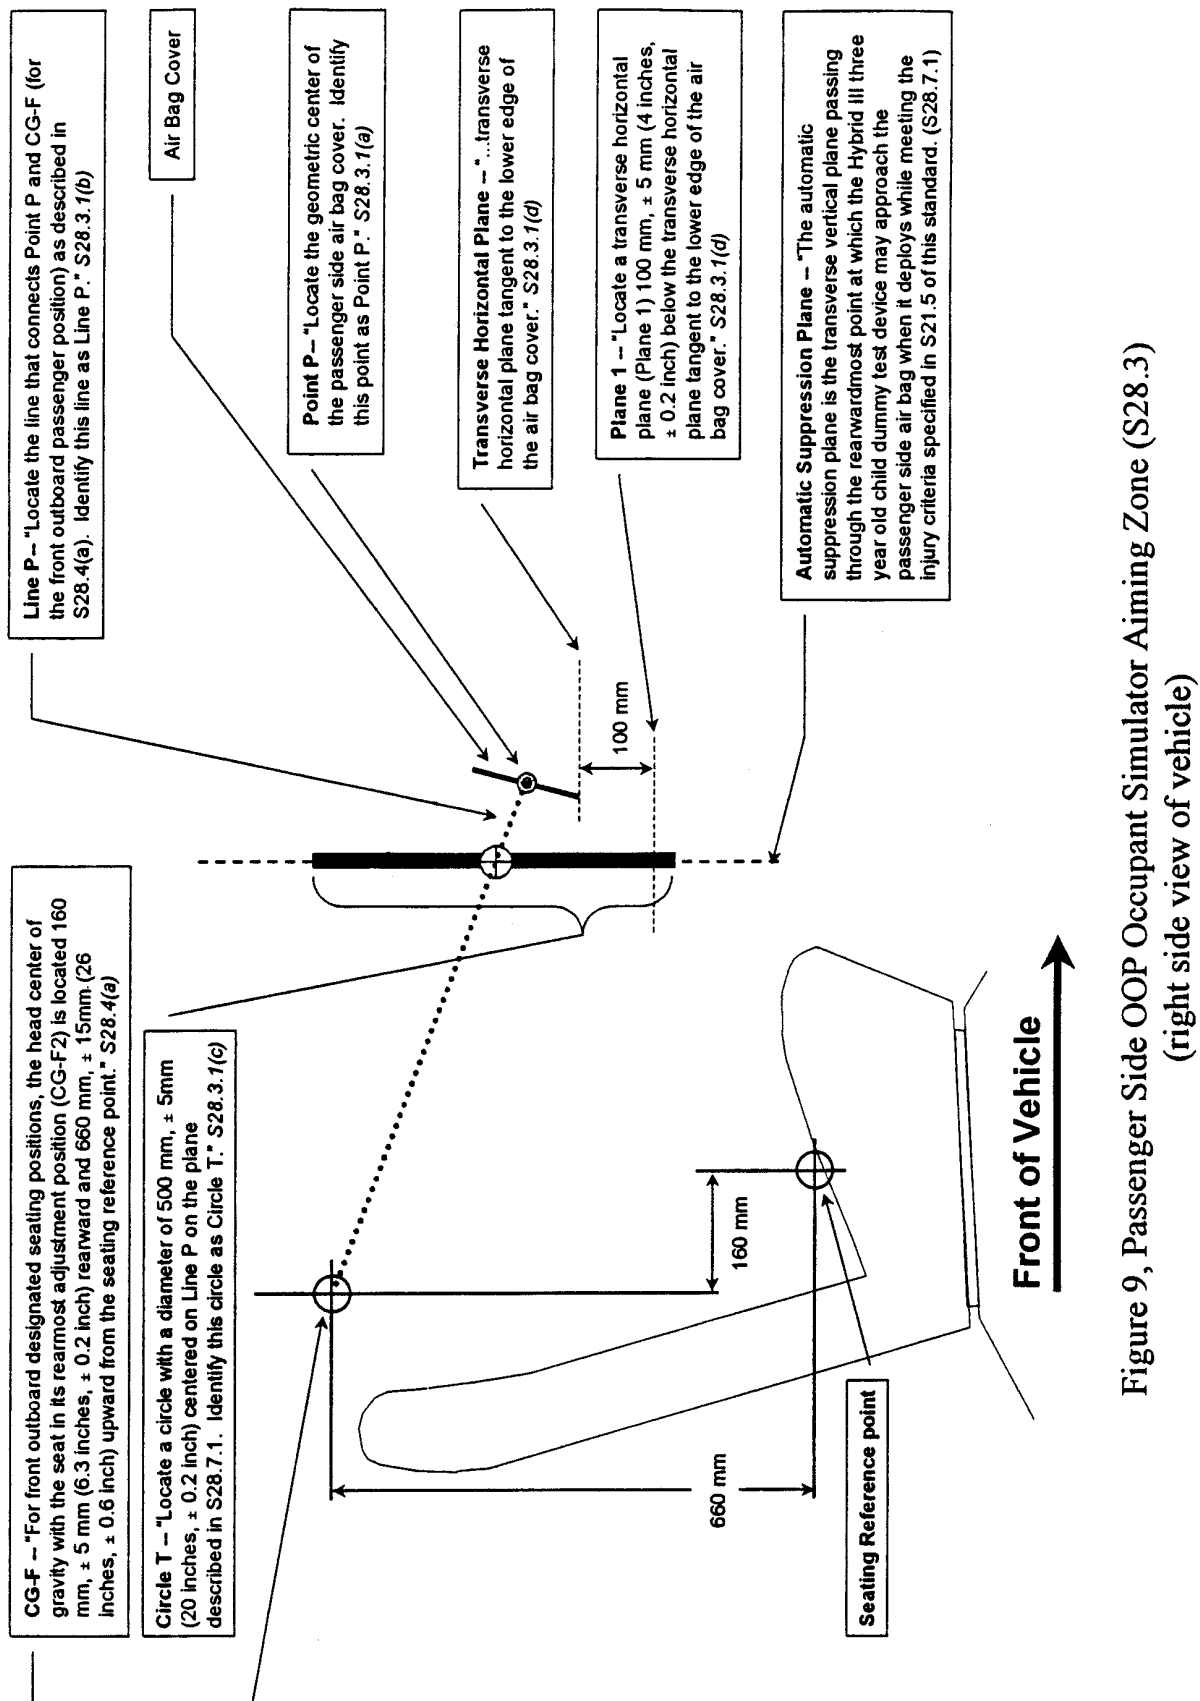 CG-F – "For front outboard designated seating positions, the head center of
gravity with the seat in its rearmost adjustment position (CG-F2) is located 160
mm, ± 5 mm (6.3 inches, ± 0.2 inch) rearward and 660 mm, ± 15mm (26
inches, ± 0.6 inch) upward from the seating reference point." S28.4(a)
Line P – "Locate the line that connects Point P and CG-F (for
the front outboard passenger position) as described in
S28.4(a). Identify this line as Line P." S28.3.1(b)
Circle T – "Locate a circle with a diameter of 500 mm, ± 5mm
(20 inches, ± 0.2 inch) centered on Line P on the plane
described in S28.7.1. Identify this circle as Circle T." S28.3.1(c)
Air Bag Cover
Point P – "Locate the geometric center of
the passenger side air bag cover. Identify
this point as Point P." S28.3.1(a)
Transverse Horizontal Plane – "...transverse
horizontal plane tangent to the lower edge of
the air bag cover." S28.3.1(d)
Plane 1 – "Locate a transverse horizontal
plane (Plane 1) 100 mm, ± 5 mm (4 inches,
± 0.2 inch) below the transverse horizontal
plane tangent to the lower edge of the air
bag cover." S28.3.1(d)
100 mm
660 mm
160 mm
Automatic Suppression Plane – "The automatic
suppression plane is the transverse vertical plane passing
through the rearwardmost point at which the Hybrid III three
year old child dummy test device may approach the
passenger side air bag when it deploys while meeting the
injury criteria specified in S21.5 of this standard. (S28.7.1)
Seating Reference point
Front of Vehicle
Figure 9, Passenger Side OOP Occupant Simulator Aiming Zone (S28.3)
(right side view of vehicle)